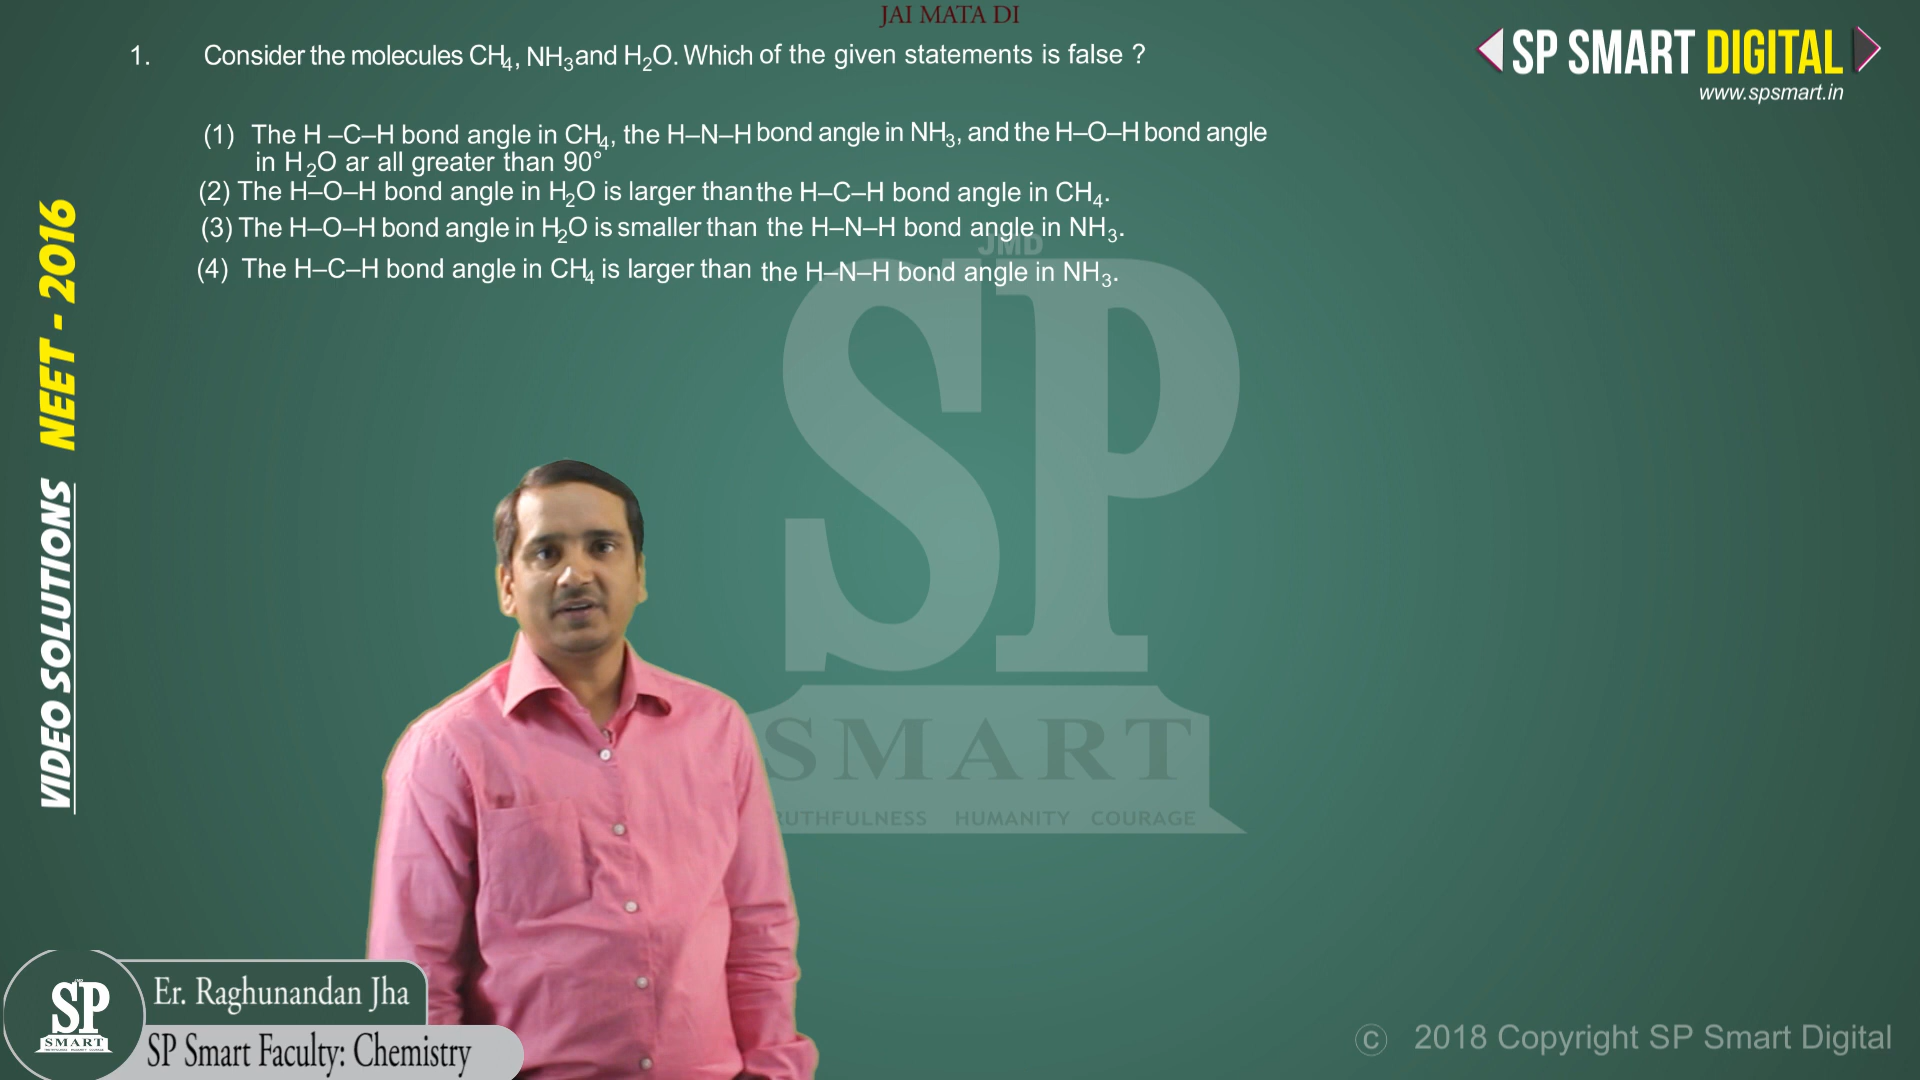 JAI MATA DI
1. Consider the molecules CH₄, NH₃and H₂O. Which of the given statements is false ?
SP SMART DIGITAL
www.spsmart.in
(1) The H –C–H bond angle in CH₄, the H–N–H bond angle in NH₃, and the H–O–H bond angle
in H₂O ar all greater than 90°
(2) The H–O–H bond angle in H₂O is larger than the H–C–H bond angle in CH₄.
(3) The H–O–H bond angle in H₂O is smaller than the H–N–H bond angle in NH₃.
(4) The H–C–H bond angle in CH₄ is larger than the H–N–H bond angle in NH₃.
VIDEO SOLUTIONS NEET - 2016
JMD
SP
SMART
UTHFULNESS HUMANITY COURAGE
SP
SMART
Er. Raghunandan Jha
SP Smart Faculty: Chemistry
© 2018 Copyright SP Smart Digital